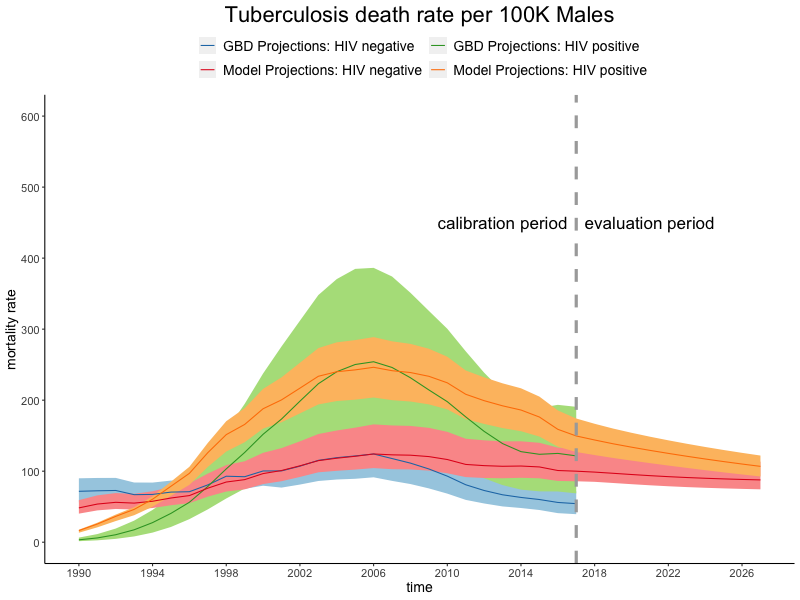 Tuberculosis death rate per 100K Males
GBD Projections: HIV negative GBD Projections: HIV positive
Model Projections: HIV negative Model Projections: HIV positive
600
calibration period evaluation period
400
300
200
100
0
mortality rate
1990 1994 1998 2002 2006 2010 2014 2018 2022 2026
time